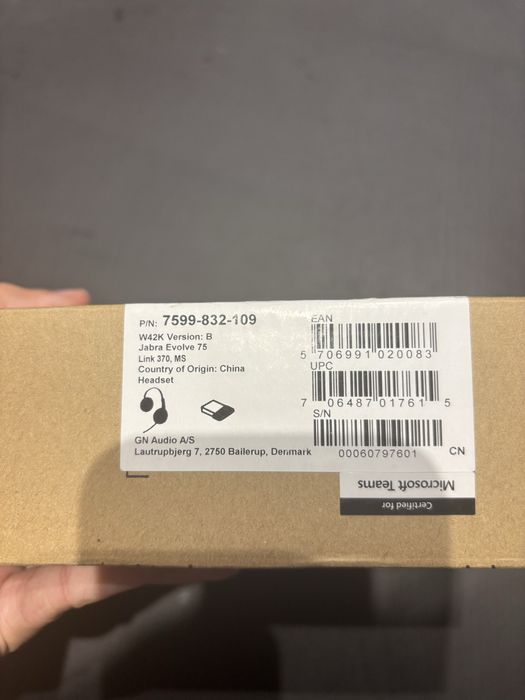 P/N: 7599-832-109
W42K Version: B
Jabra Evolve 75
Link 370, MS
Country of Origin: China
Headset
GN Audio A/S
Lautrupbjerg 7, 2750 Ballerup, Denmark
EAN
5 706991 020083
UPC
7 06487 01761 5
S/N
00060797601
CN
Certified for
Microsoft Teams